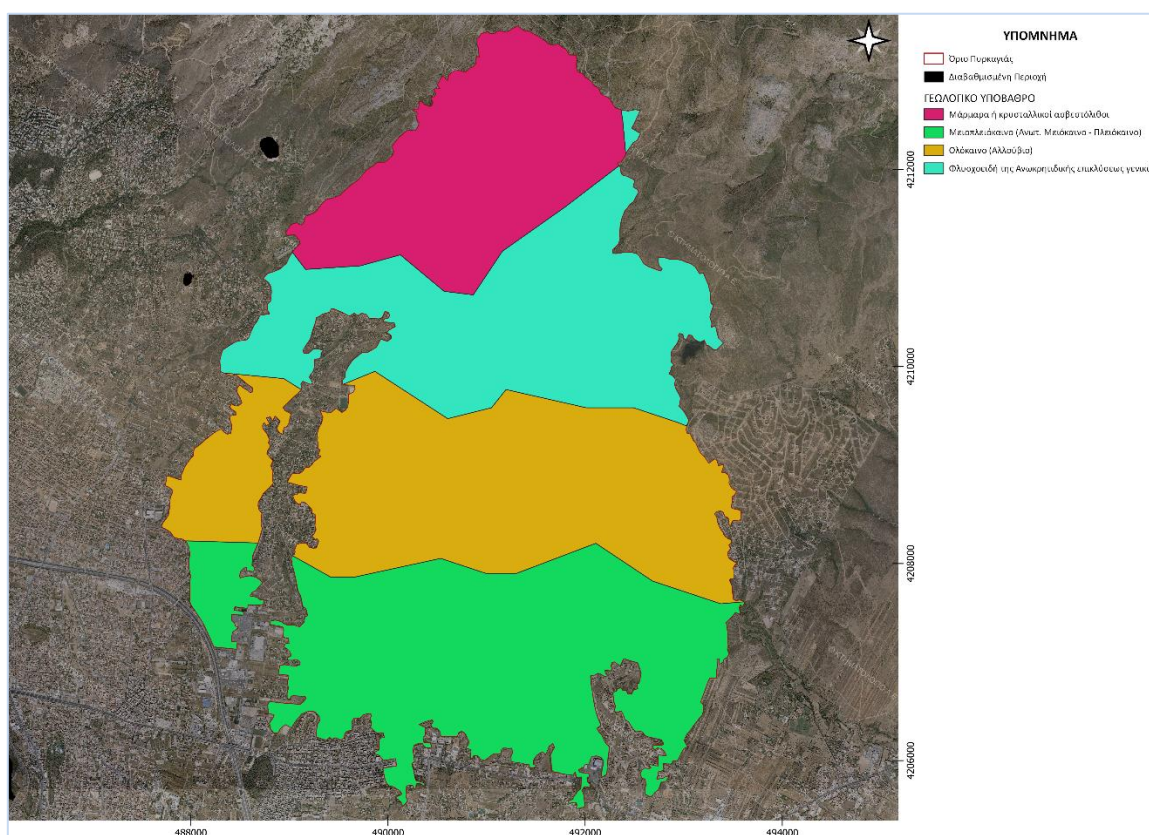 ΥΠΟΜΝΗΜΑ
Όριο Πυρκαγιάς
Διαβαθμισμένη Περιοχή
ΓΕΩΛΟΓΙΚΟ ΥΠΟΒΑΘΡΟ
Μάρμαρα ή κρυσταλλικοί ασβεστόλιθοι
Μειοπλειόκαινο (Ανωτ. Μειόκαινο - Πλειόκαινο)
Ολόκαινο (Αλλούβια)
Φλυσχοειδή της Ανωκρητιδικής επικλύσεως γενικά
4212000
4210000
4208000
4206000
488000
490000
492000
494000